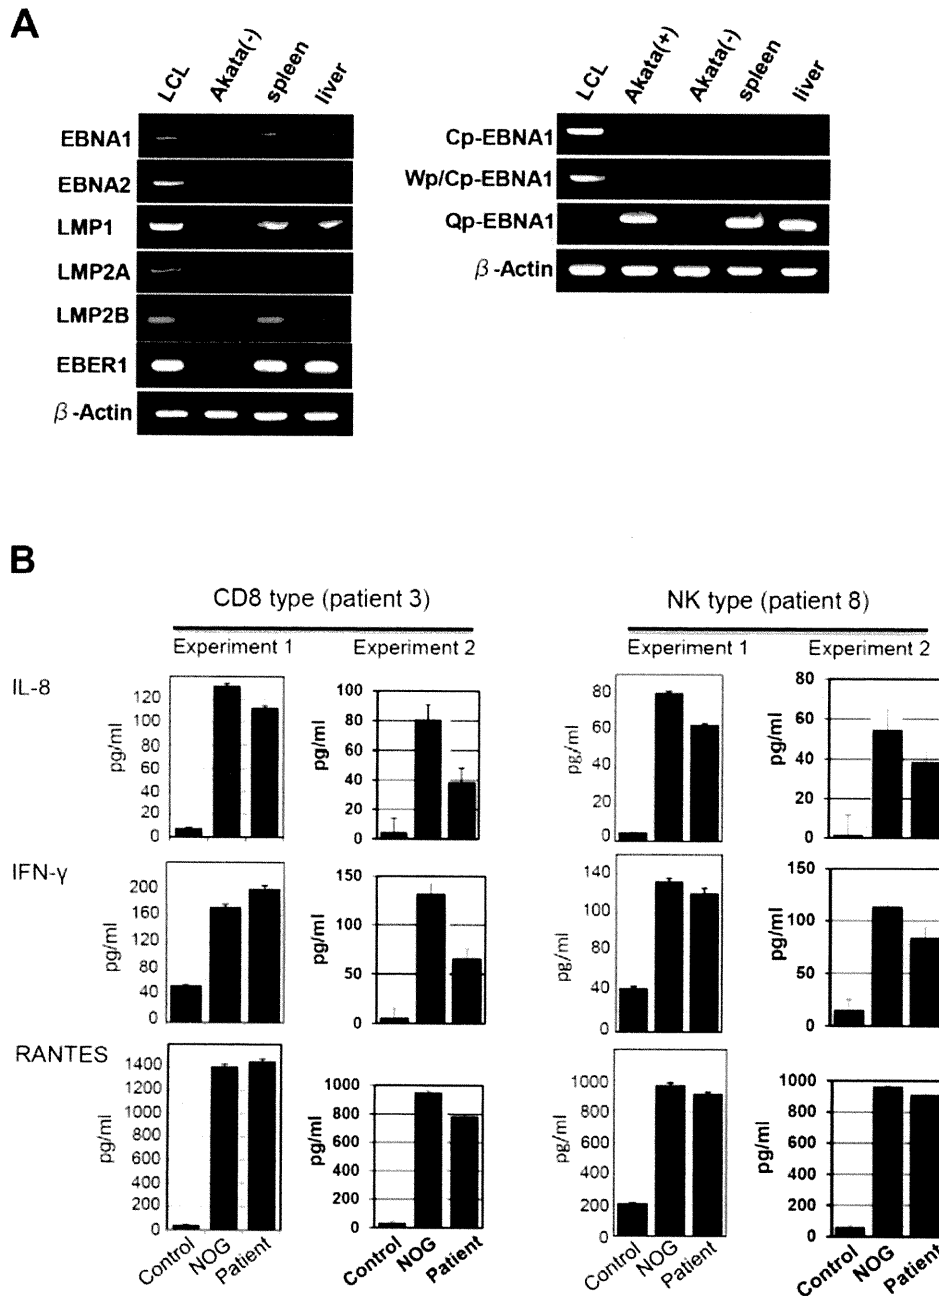 A
LCL Akata(-) spleen liver
EBNA1
EBNA2
LMP1
LMP2A
LMP2B
EBER1
β-Actin
LCL Akata(+) Akata(-) spleen liver
Cp-EBNA1
Wp/Cp-EBNA1
Qp-EBNA1
β-Actin
B
CD8 type (patient 3)
NK type (patient 8)
Experiment 1 Experiment 2 Experiment 1 Experiment 2
IL-8
pg/ml
120
100
80
60
40
20
0
pg/ml
100
80
60
40
20
0
pg/ml
80
60
40
20
0
pg/ml
80
60
40
20
0
IFN-γ
pg/ml
200
160
120
80
40
0
pg/ml
150
100
50
0
pg/ml
140
100
80
40
0
pg/ml
150
100
50
0
RANTES
pg/ml
1400
1200
1000
800
600
400
200
0
pg/ml
1000
800
600
400
200
0
pg/ml
1000
800
600
400
200
0
pg/ml
1000
800
600
400
200
0
Control NOG Patient
Control NOG Patient
Control NOG Patient
Control NOG Patient